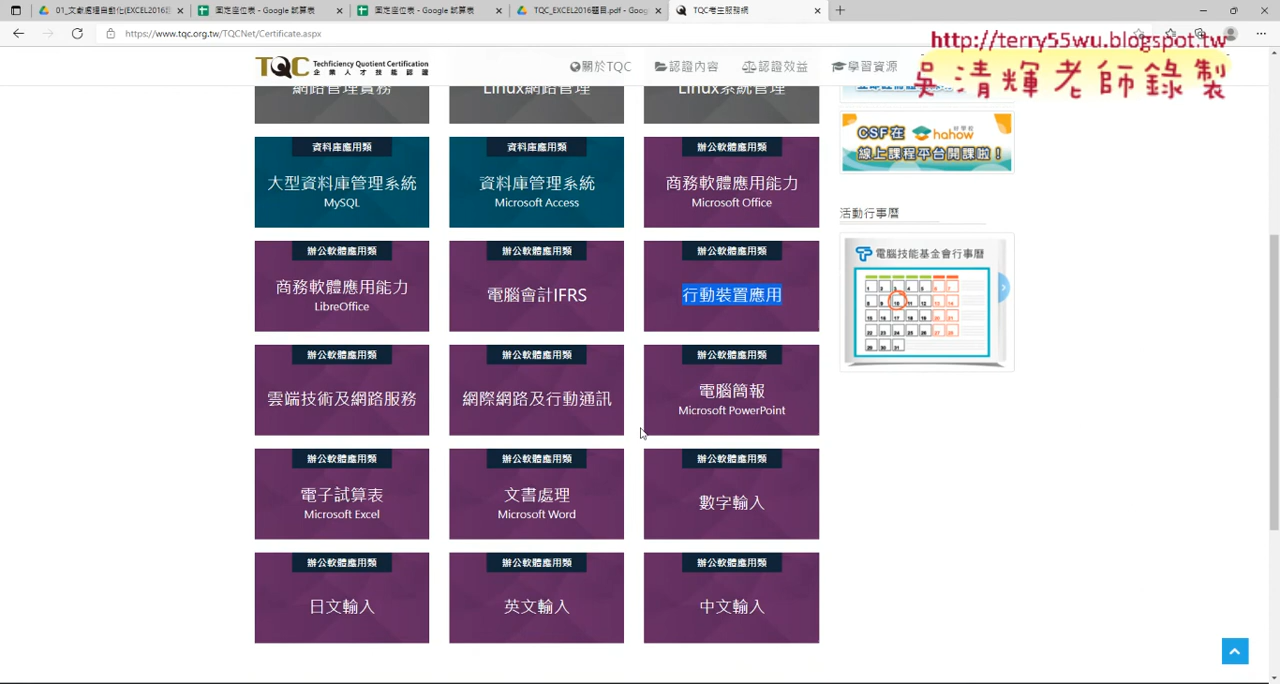 01_文獻處理自動化(EXCEL2016
固定座位表 - Google 試算表
固定座位表 - Google 試算表
TQC_EXCEL2016題目.pdf - Goog
TQC考生服務網
https://www.tqc.org.tw/TQCNet/Certificate.aspx
http://terry55wu.blogspot.tw
吳清輝老師錄製
TQC Techficiency Quotient Certification
企業人才技能認證
關於TQC
認證內容
認證效益
學習資源
網路管理實務
Linux網路管理
Linux系統管理
CSF在 hahow 好學校
線上課程平台開課啦！
資料庫應用類
資料庫應用類
辦公軟體應用類
大型資料庫管理系統
資料庫管理系統
商務軟體應用能力
MySQL
Microsoft Access
Microsoft Office
活動行事曆
電腦技能基金會行事曆
辦公軟體應用類
辦公軟體應用類
辦公軟體應用類
商務軟體應用能力
電腦會計IFRS
行動裝置應用
LibreOffice
辦公軟體應用類
辦公軟體應用類
辦公軟體應用類
雲端技術及網路服務
網際網路及行動通訊
電腦簡報
Microsoft PowerPoint
辦公軟體應用類
辦公軟體應用類
辦公軟體應用類
電子試算表
文書處理
數字輸入
Microsoft Excel
Microsoft Word
辦公軟體應用類
辦公軟體應用類
辦公軟體應用類
日文輸入
英文輸入
中文輸入